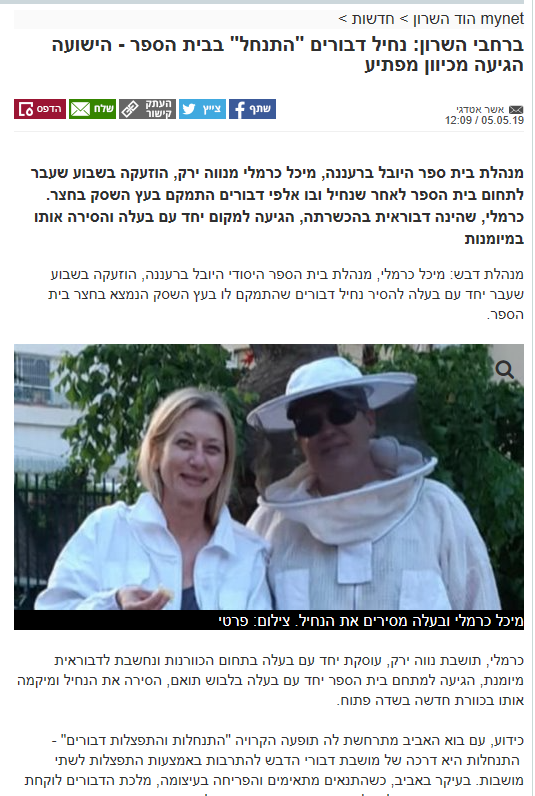 mynet הוד השרון > חדשות >
ברחבי השרון: נחיל דבורים "התנחל" בבית הספר - הישועה
הגיעה מכיוון מפתיע
שתף
צייץ
העתק
קישור
שלח
הדפס
אשר אטדגי
12:09 / 05.05.19
מנהלת בית ספר היובל ברעננה, מיכל כרמלי מנווה ירק, הוזעקה בשבוע שעבר
לתחום בית הספר לאחר שנחיל ובו אלפי דבורים התמקם בעץ השסק בחצר.
כרמלי, שהינה דבוראית בהכשרתה, הגיעה למקום יחד עם בעלה והסירה אותו
במיומנות
מנהלת דבש: מיכל כרמלי, מנהלת בית הספר היסודי היובל ברעננה, הוזעקה בשבוע
שעבר יחד עם בעלה להסיר נחיל דבורים שהתמקם לו בעץ השסק הנמצא בחצר בית
הספר.
מיכל כרמלי ובעלה מסירים את הנחיל. צילום: פרטי
כרמלי, תושבת נווה ירק, עוסקת יחד עם בעלה בתחום הכוורנות ונחשבת לדבוראית
מיומנת, הגיעה למתחם בית הספר יחד עם בעלה בלבוש תואם, הסירה את הנחיל ומיקמה
אותו בכוורת חדשה בשדה פתוח.
כידוע, עם בוא האביב מתרחשת לה תופעה הקרויה "התנחלות והתפצלות דבורים" -
התנחלות היא דרכה של מושבת דבורי הדבש להתרבות באמצעות התפצלות לשתי
מושבות. בעיקר באביב, כשהתנאים מתאימים והפריחה בעיצומה, מלכת הדבורים לוקחת